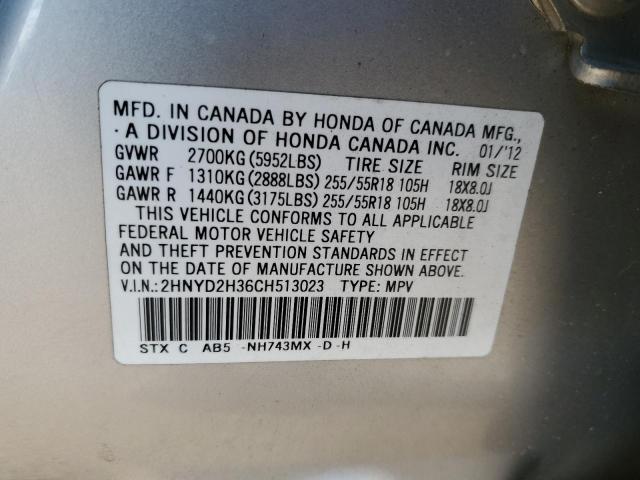 MFD. IN CANADA BY HONDA OF CANADA MFG.,
A DIVISION OF HONDA CANADA INC. 01/'12
GVWR 2700KG(5952LBS) TIRE SIZE RIM SIZE
GAWR F 1310KG(2888LBS) 255/55R18 105H 18X8.0J
GAWR R 1440KG(3175LBS) 255/55R18 105H 18X8.0J
THIS VEHICLE CONFORMS TO ALL APPLICABLE
FEDERAL MOTOR VEHICLE SAFETY
AND THEFT PREVENTION STANDARDS IN EFFECT
ON THE DATE OF MANUFACTURE SHOWN ABOVE.
V.I.N.: 2HNYD2H36CH513023 TYPE: MPV
STX C AB5 -NH743MX -D -H